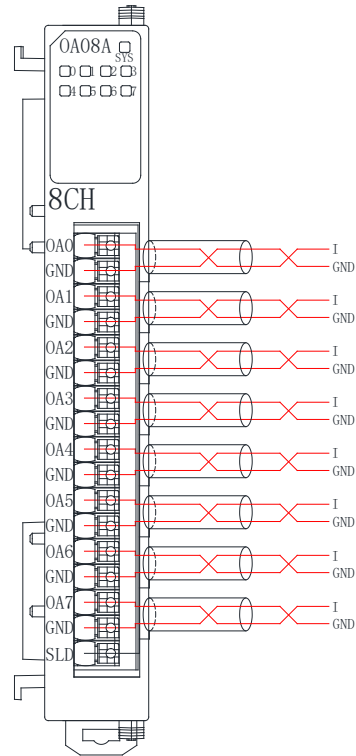 OA08A
SYS
0 1 2 3
4 5 6 7
8CH
OA0 I
GND GND
OA1 I
GND GND
OA2 I
GND GND
OA3 I
GND GND
OA4 I
GND GND
OA5 I
GND GND
OA6 I
GND GND
OA7 I
GND GND
SLD